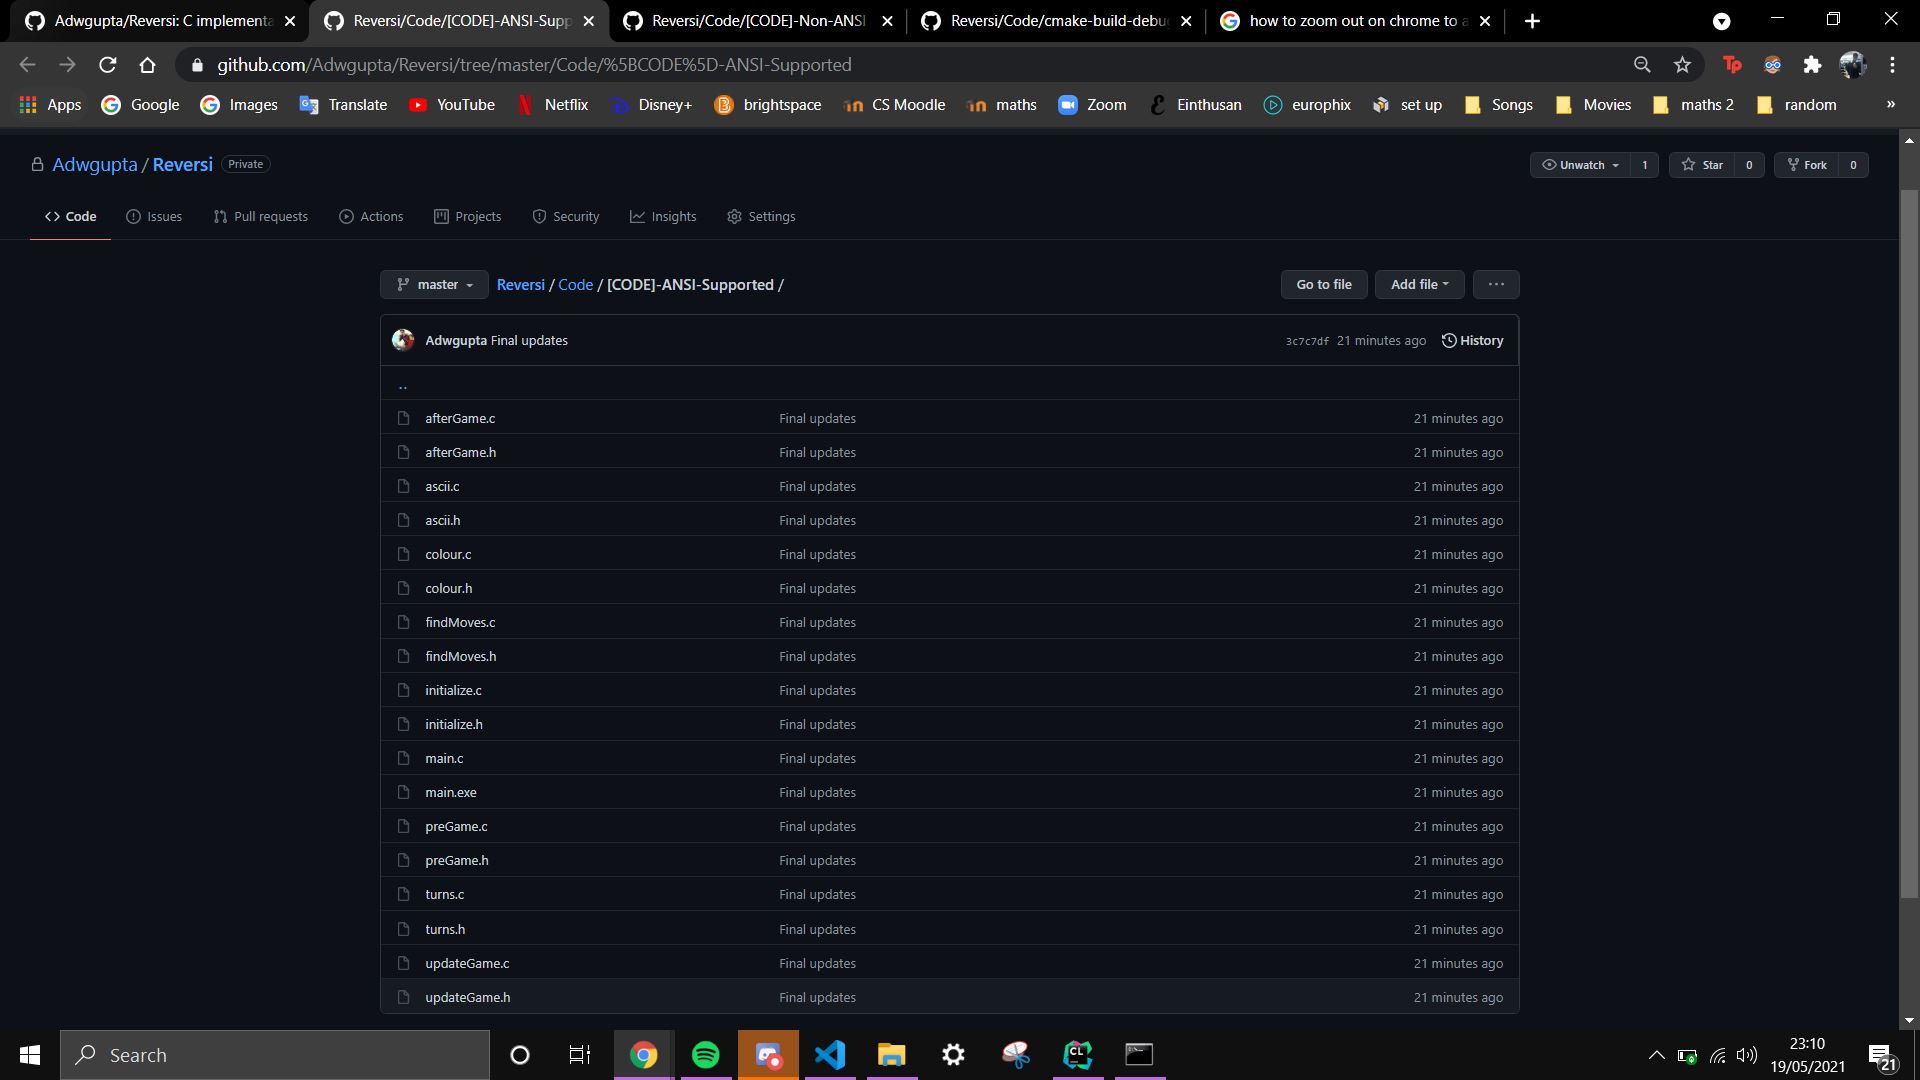 Adwgupta/Reversi: C implementa
Reversi/Code/[CODE]-ANSI-Supp
Reversi/Code/[CODE]-Non-ANSI
Reversi/Code/cmake-build-debu
how to zoom out on chrome to a
github.com/Adwgupta/Reversi/tree/master/Code/%5BCODE%5D-ANSI-Supported
Apps Google Images Translate YouTube Netflix Disney+ brightspace CS Moodle maths Zoom Einthusan europhix set up Songs Movies maths 2 random »
Adwgupta / Reversi Private
Unwatch 1 Star 0 Fork 0
Code Issues Pull requests Actions Projects Security Insights Settings
master Reversi / Code / [CODE]-ANSI-Supported /
Go to file Add file ...
Adwgupta Final updates 3c7c7df 21 minutes ago History
..
afterGame.c Final updates 21 minutes ago
afterGame.h Final updates 21 minutes ago
ascii.c Final updates 21 minutes ago
ascii.h Final updates 21 minutes ago
colour.c Final updates 21 minutes ago
colour.h Final updates 21 minutes ago
findMoves.c Final updates 21 minutes ago
findMoves.h Final updates 21 minutes ago
initialize.c Final updates 21 minutes ago
initialize.h Final updates 21 minutes ago
main.c Final updates 21 minutes ago
main.exe Final updates 21 minutes ago
preGame.c Final updates 21 minutes ago
preGame.h Final updates 21 minutes ago
turns.c Final updates 21 minutes ago
turns.h Final updates 21 minutes ago
updateGame.c Final updates 21 minutes ago
updateGame.h Final updates 21 minutes ago
Search
CL
23:10
19/05/2021
21